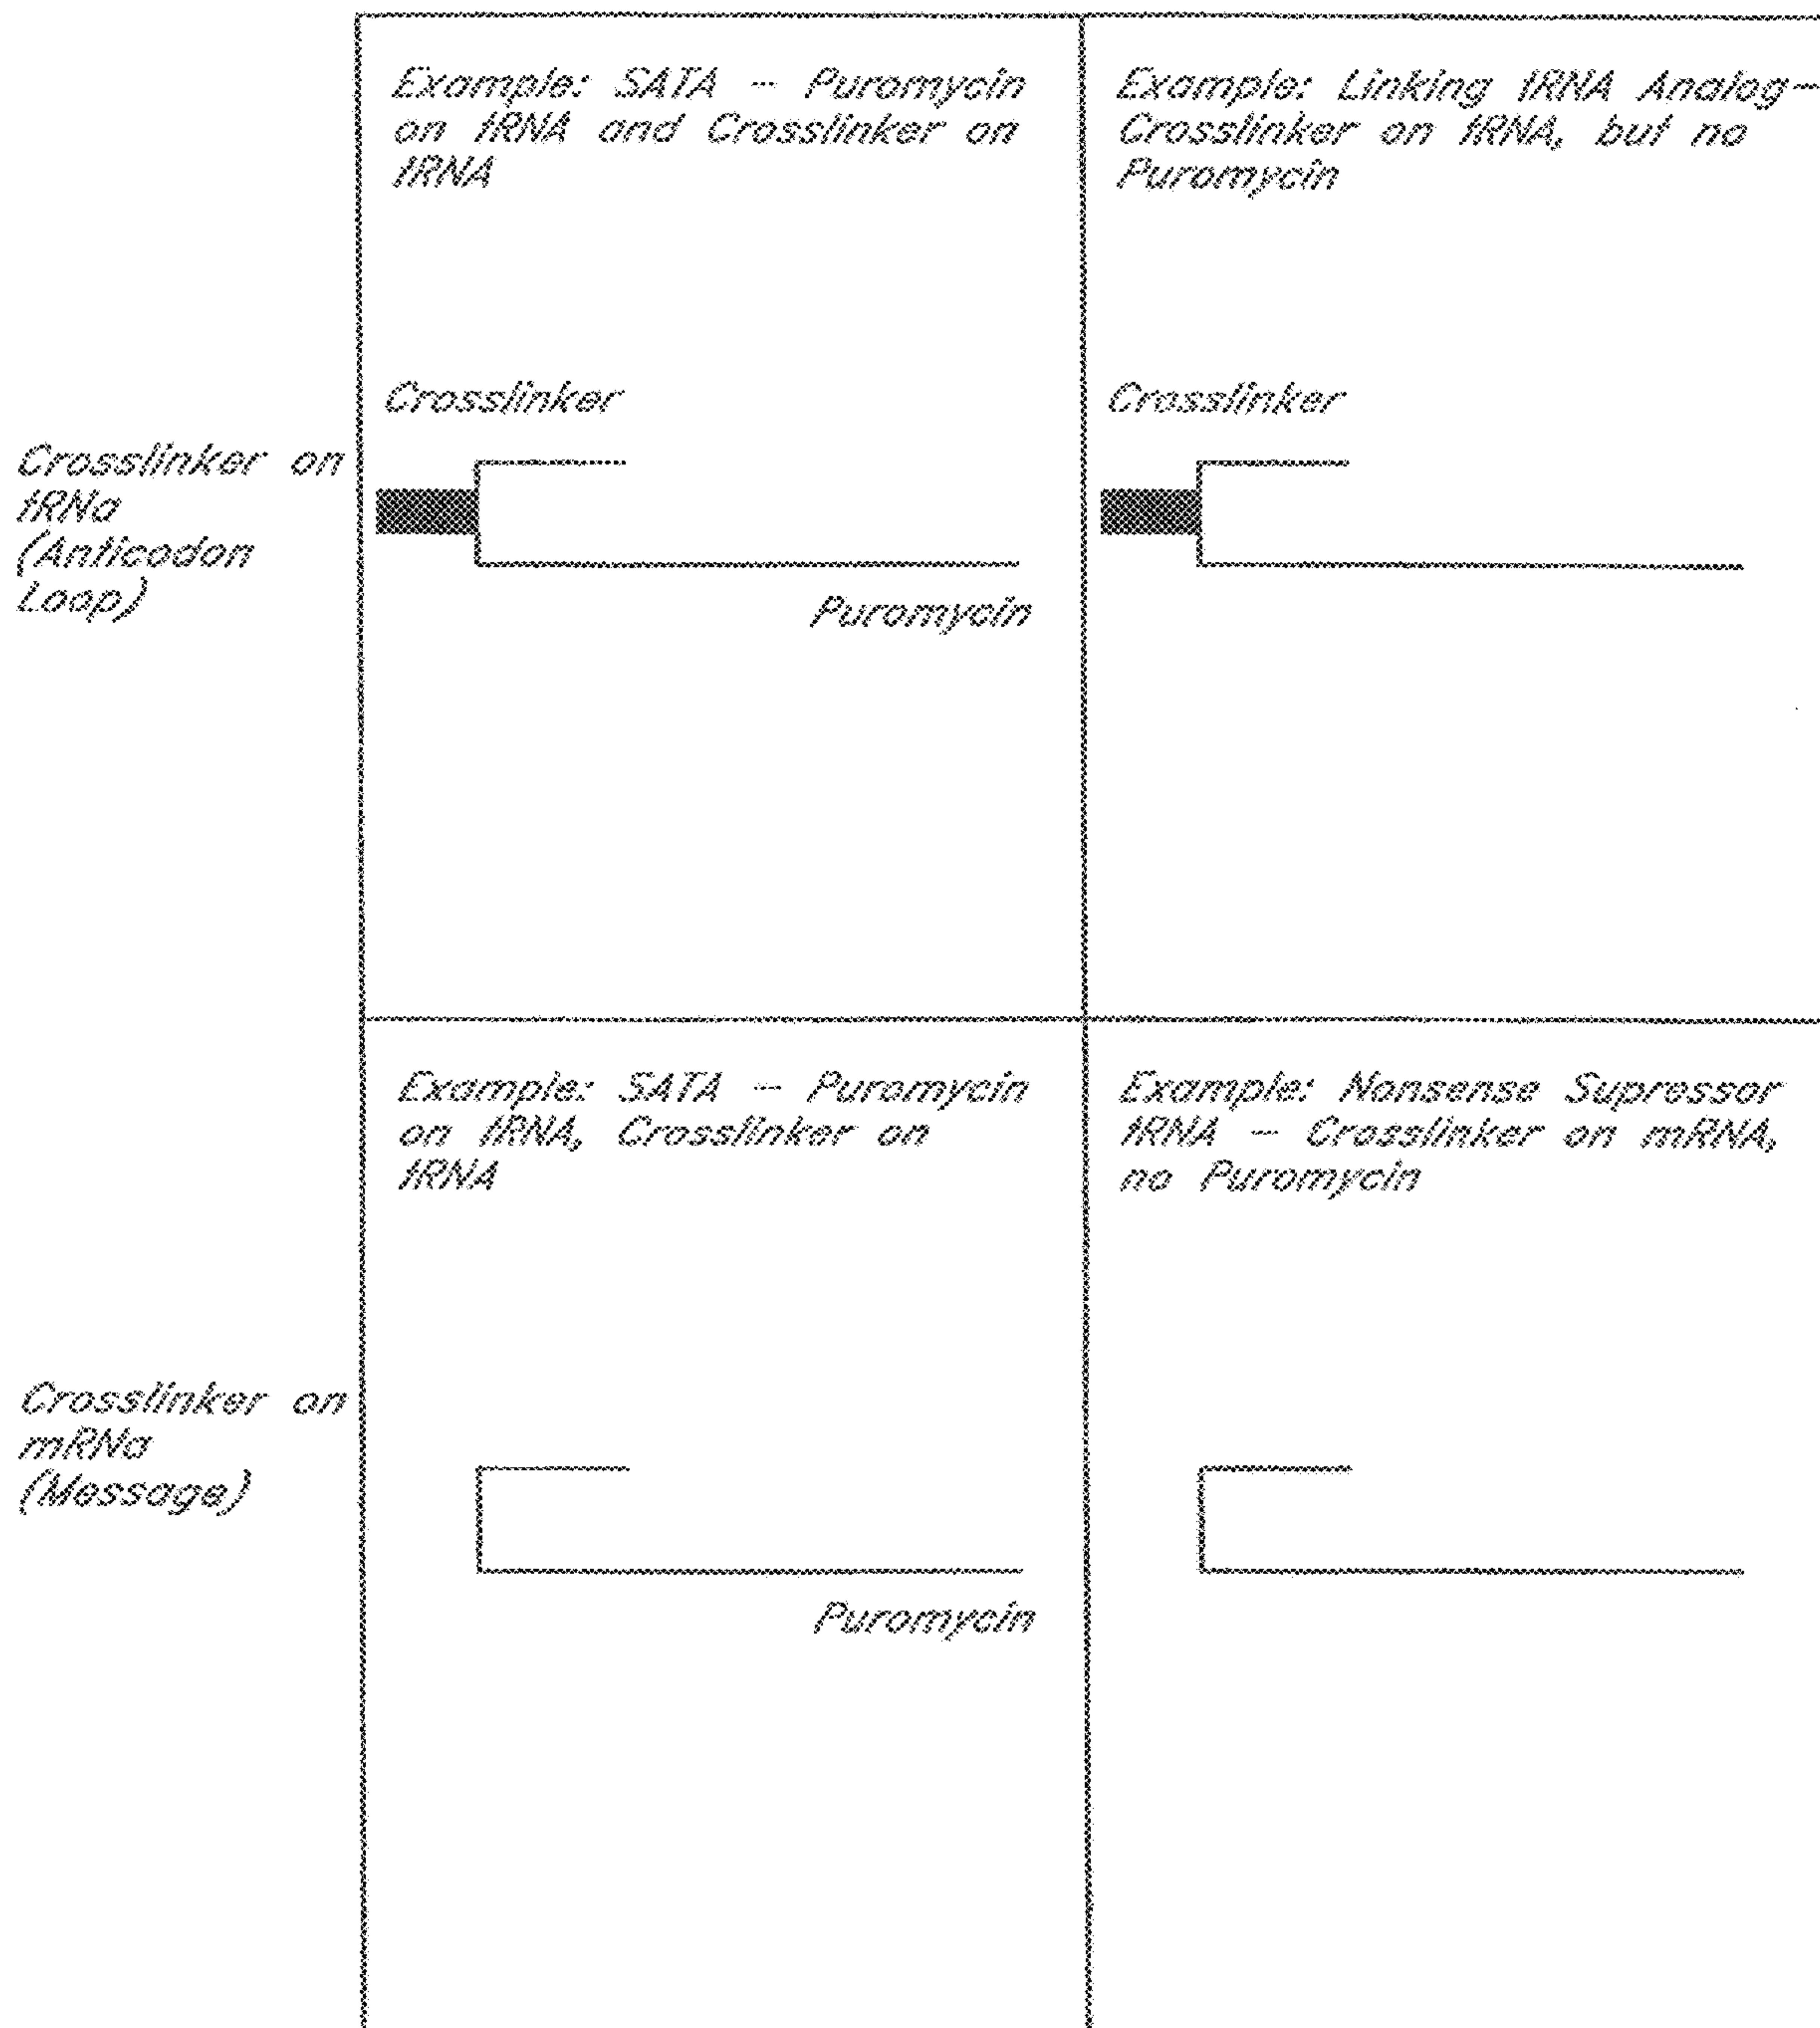 Example: SATA - Puromycin
on tRNA and Crosslinker on
tRNA
Example: Linking tRNA Analog-
Crosslinker on tRNA, but no
Puromycin
Crosslinker on
tRNa
(Anticodon
Loop)
Crosslinker
Puromycin
Crosslinker
Example: SATA - Puromycin
on tRNA, Crosslinker on
tRNA
Example: Nonsense Supressor
tRNA - Crosslinker on mRNA,
no Puromycin
Crosslinker on
mRNa
(Message)
Puromycin